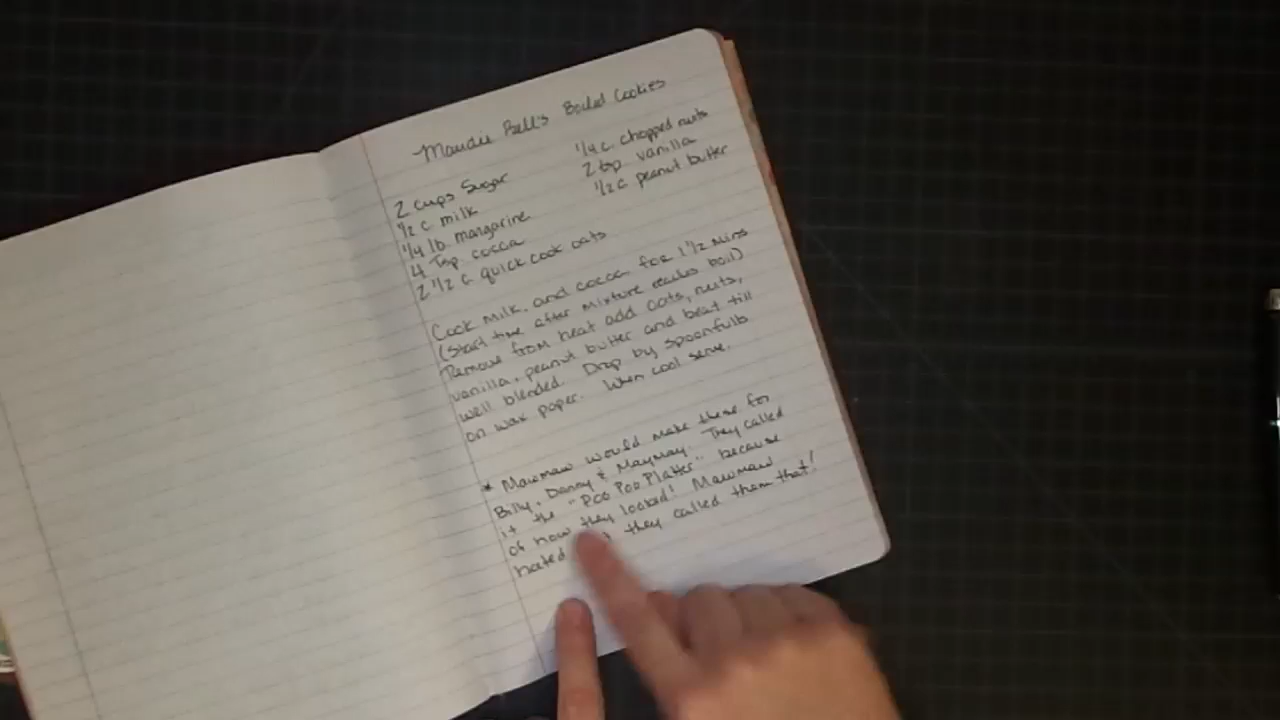 Maudie Bell's Boiled Cookies
2 cups Sugar
1/2 c milk
1/4 lb margarine
4 Tsp cocoa
2 1/2 c quick cook oats
1/4 c. chopped nuts
2 tsp vanilla
1/2 c peanut butter
Cook milk, and cocoa for 1 1/2 mins
(Start time after mixture reaches boil)
Remove from heat add oats, nuts,
vanilla, peanut butter and beat till
well blended. Drop by spoonfulls
on wax paper. When cool serve.
* Mawmaw would make these for
Billy, Danny & MayMay. They called
it the "Poo Poo Platter" because
of how they looked! Mawmaw
hated they called them that!